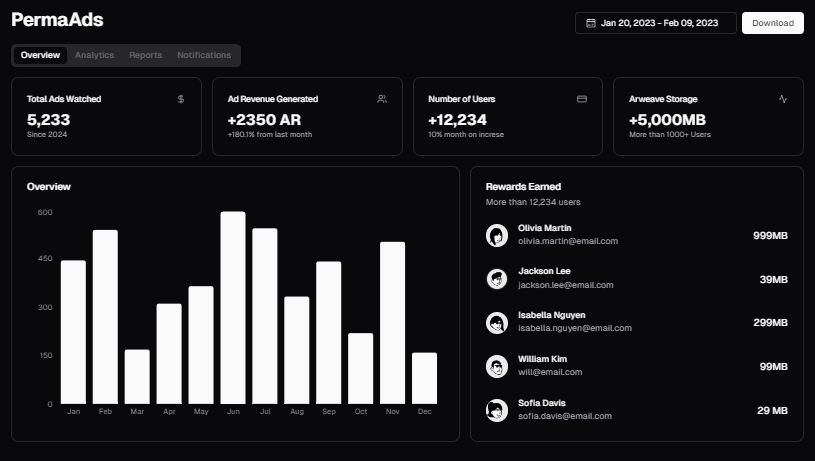 PermaAds
Jan 20, 2023 - Feb 09, 2023
Download
Overview
Analytics
Reports
Notifications
Total Ads Watched
5,233
Since 2024
Ad Revenue Generated
+2350 AR
+180.1% from last month
Number of Users
+12,234
10% month on increse
Arweave Storage
+5,000MB
More than 1000+ Users
Overview
600
450
300
150
0
Jan Feb Mar Apr May Jun Jul Aug Sep Oct Nov Dec
Rewards Earned
More than 12,234 users
Olivia Martin
olivia.martin@email.com
999MB
Jackson Lee
jackson.lee@email.com
39MB
Isabella Nguyen
isabella.nguyen@email.com
299MB
William Kim
will@email.com
99MB
Sofia Davis
sofia.davis@email.com
29 MB